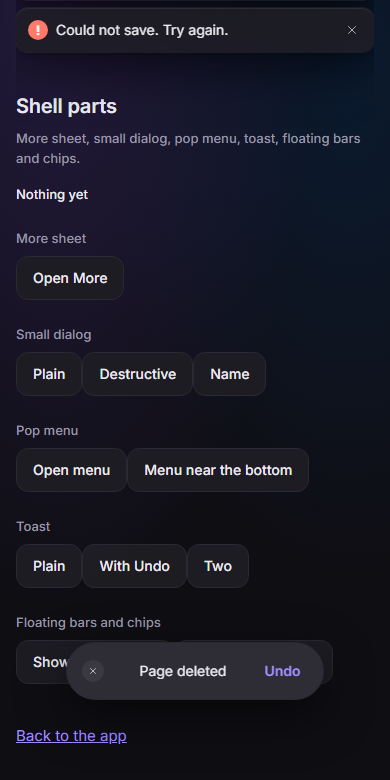 Could not save. Try again.
Shell parts
More sheet, small dialog, pop menu, toast, floating bars
and chips.
Nothing yet
More sheet
Open More
Small dialog
Plain Destructive Name
Pop menu
Open menu Menu near the bottom
Toast
Plain With Undo Two
Floating bars and chips
Show
Page deleted Undo
Back to the app